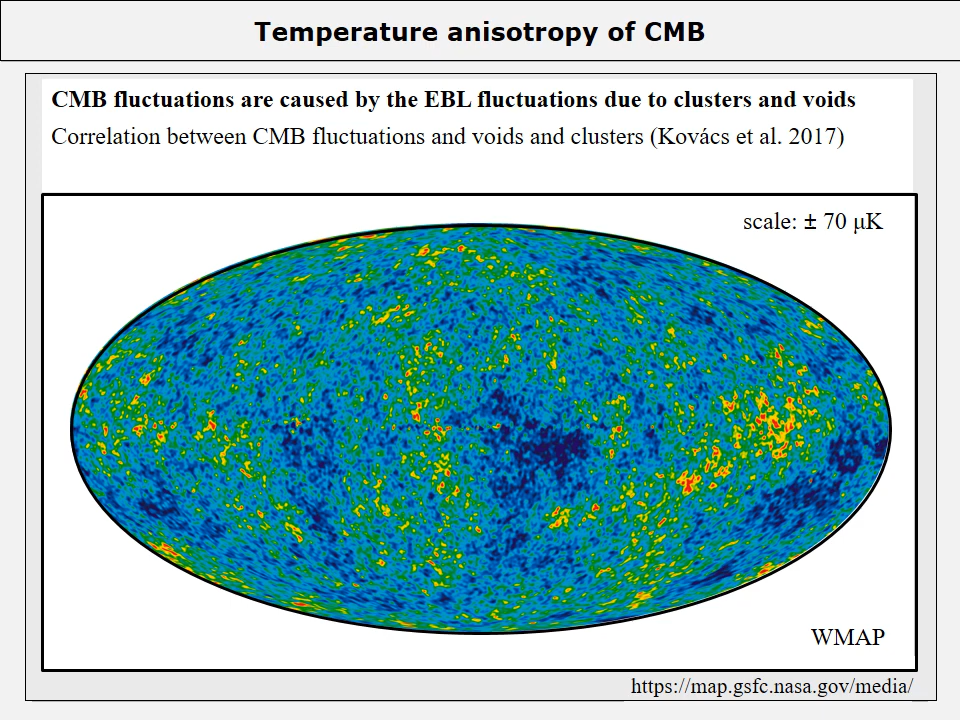 Temperature anisotropy of CMB
CMB fluctuations are caused by the EBL fluctuations due to clusters and voids
Correlation between CMB fluctuations and voids and clusters (Kovács et al. 2017)
scale: ± 70 μK
WMAP
https://map.gsfc.nasa.gov/media/